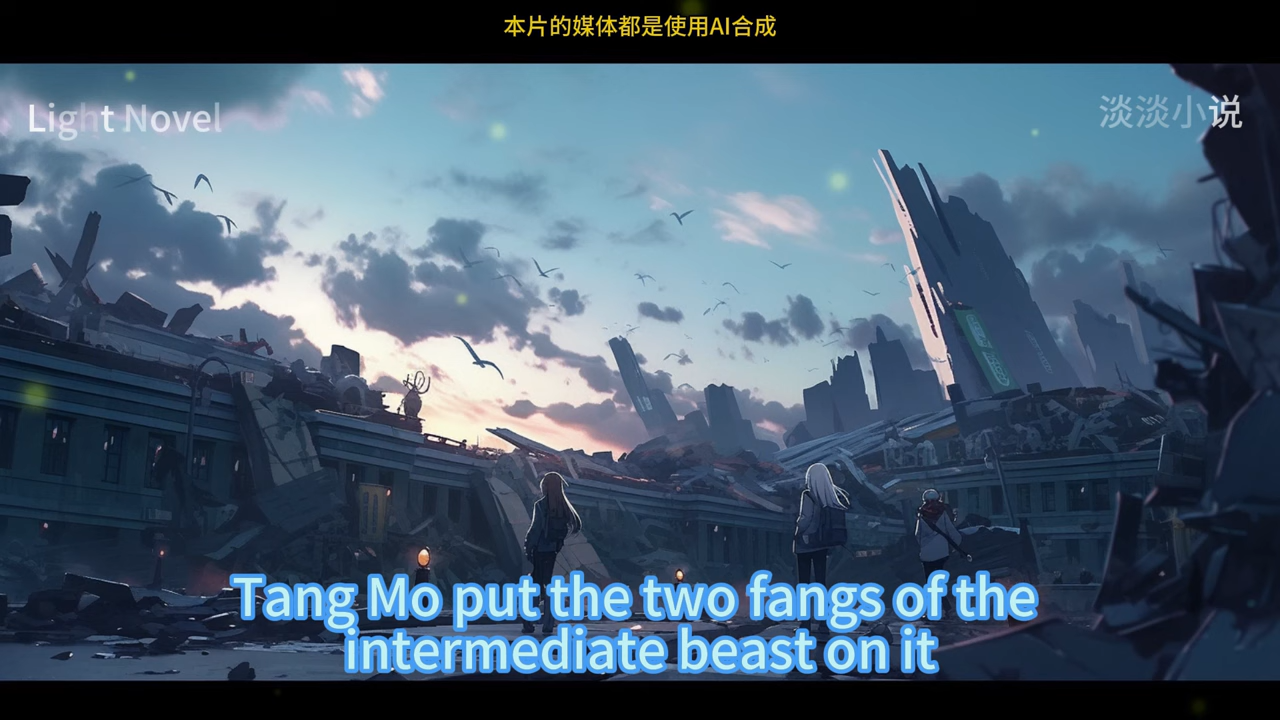 本片的媒体都是使用AI合成
Light Novel
淡淡小说
Tang Mo put the two fangs of the
intermediate beast on it